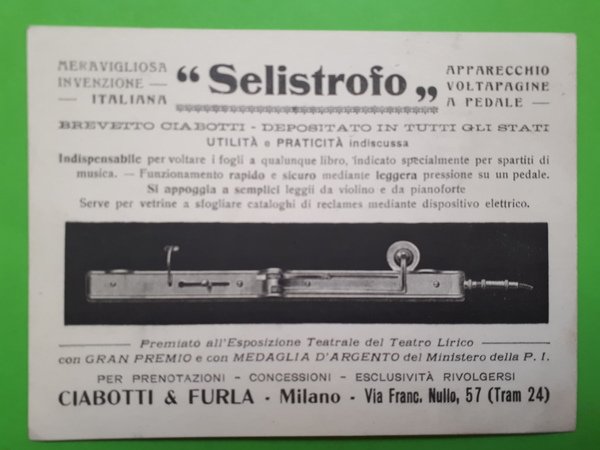 MERAVIGLIOSA
INVENZIONE —
— ITALIANA
“ Selistrofo „
APPARECCHIO
VOLTAPAGINE
A PEDALE —
BREVETTO CIABOTTI - DEPOSITATO IN TUTTI GLI STATI
UTILITÀ e PRATICITÀ indiscussa
Indispensabile per voltare i fogli a qualunque libro, indicato specialmente per spartiti di
musica. — Funzionamento rapido e sicuro mediante leggera pressione su un pedale.
Si appoggia a semplici leggii da violino e da pianoforte
Serve per vetrine a sfogliare cataloghi di reclames mediante dispositivo elettrico.
Premiato all'Esposizione Teatrale del Teatro Lirico
con GRAN PREMIO e con MEDAGLIA D'ARGENTO del Ministero della P. I.
PER PRENOTAZIONI - CONCESSIONI - ESCLUSIVITÀ RIVOLGERSI
CIABOTTI & FURLA - Milano - Via Franc. Nullo, 57 (Tram 24)